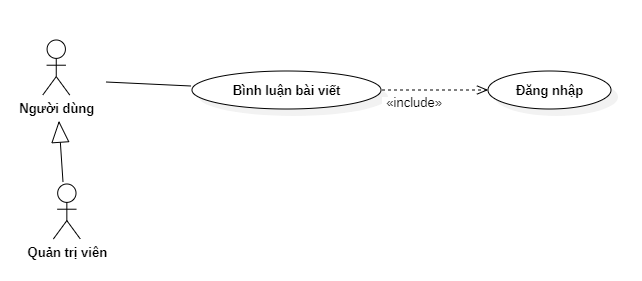 Người dùng
Bình luận bài viết
«include»
Đăng nhập
Quản trị viên